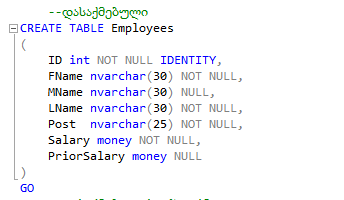 --დასაქმებული
CREATE TABLE Employees
(
ID int NOT NULL IDENTITY,
FName nvarchar(30) NOT NULL,
MName nvarchar(30) NULL,
LName nvarchar(30) NOT NULL,
Post  nvarchar(25) NOT NULL,
Salary money NOT NULL,
PriorSalary money NULL
)
GO